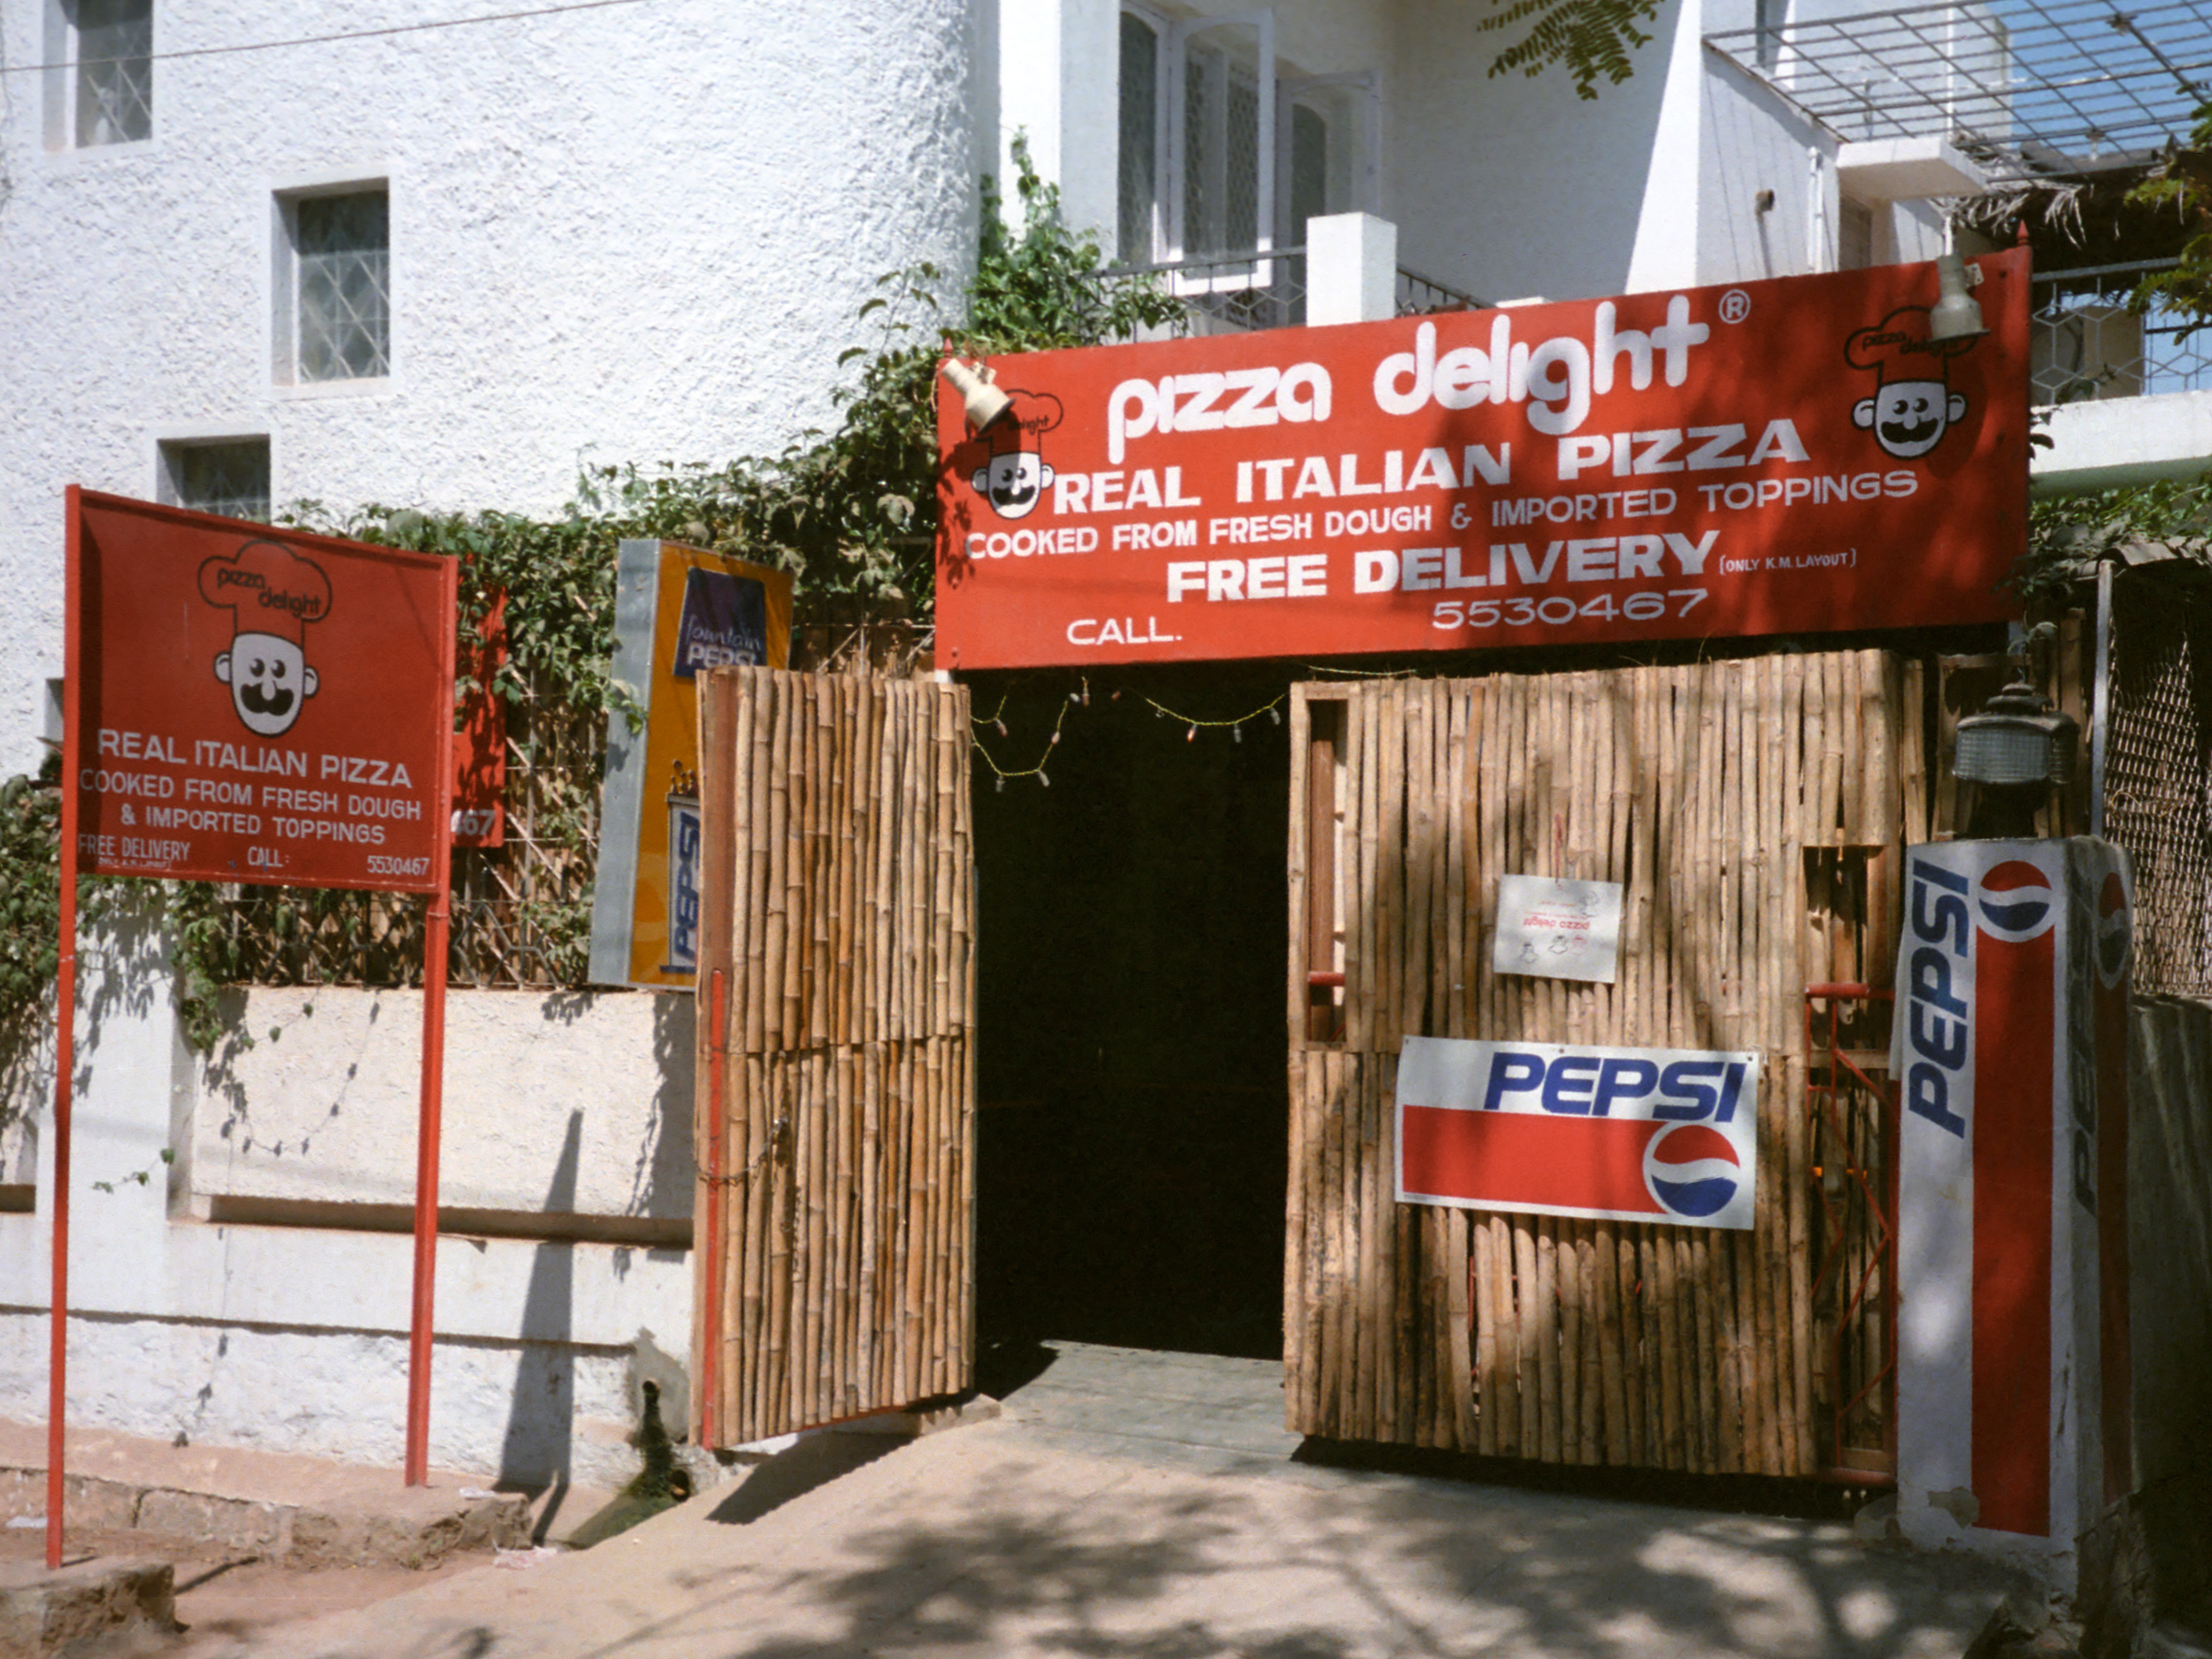 pizza
delight
REAL ITALIAN PIZZA
COOKED FROM FRESH DOUGH
& IMPORTED TOPPINGS
FREE DELIVERY CALL: 5530467
467
fountain
PEPSI
PEPSI
pizza delight®
REAL ITALIAN PIZZA
COOKED FROM FRESH DOUGH & IMPORTED TOPPINGS
FREE DELIVERY (ONLY K.M. LAYOUT)
CALL. 5530467
delight
pizza
delight
pizza delight
PEPSI
PEPSI
PEPSI